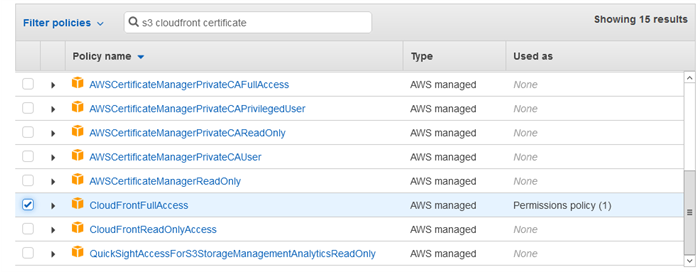 Filter policies s3 cloudfront certificate Showing 15 results
Policy name Type Used as
AWSCertificateManagerPrivateCAFullAccess AWS managed None
AWSCertificateManagerPrivateCAPrivilegedUser AWS managed None
AWSCertificateManagerPrivateCAReadOnly AWS managed None
AWSCertificateManagerPrivateCAUser AWS managed None
AWSCertificateManagerReadOnly AWS managed None
CloudFrontFullAccess AWS managed Permissions policy (1)
CloudFrontReadOnlyAccess AWS managed None
QuickSightAccessForS3StorageManagementAnalyticsReadOnly AWS managed None